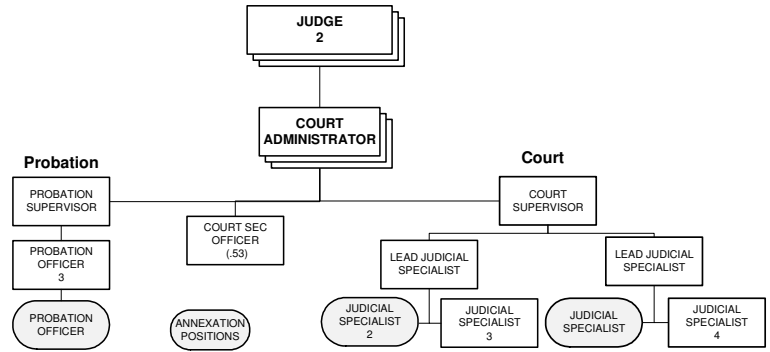 JUDGE
2
COURT
ADMINISTRATOR
Probation
Court
PROBATION
SUPERVISOR
COURT SEC
OFFICER
(.53)
COURT
SUPERVISOR
PROBATION
OFFICER
3
LEAD JUDICIAL
SPECIALIST
LEAD JUDICIAL
SPECIALIST
PROBATION
OFFICER
ANNEXATION
POSITIONS
JUDICIAL
SPECIALIST
2
JUDICIAL
SPECIALIST
3
JUDICIAL
SPECIALIST
JUDICIAL
SPECIALIST
4